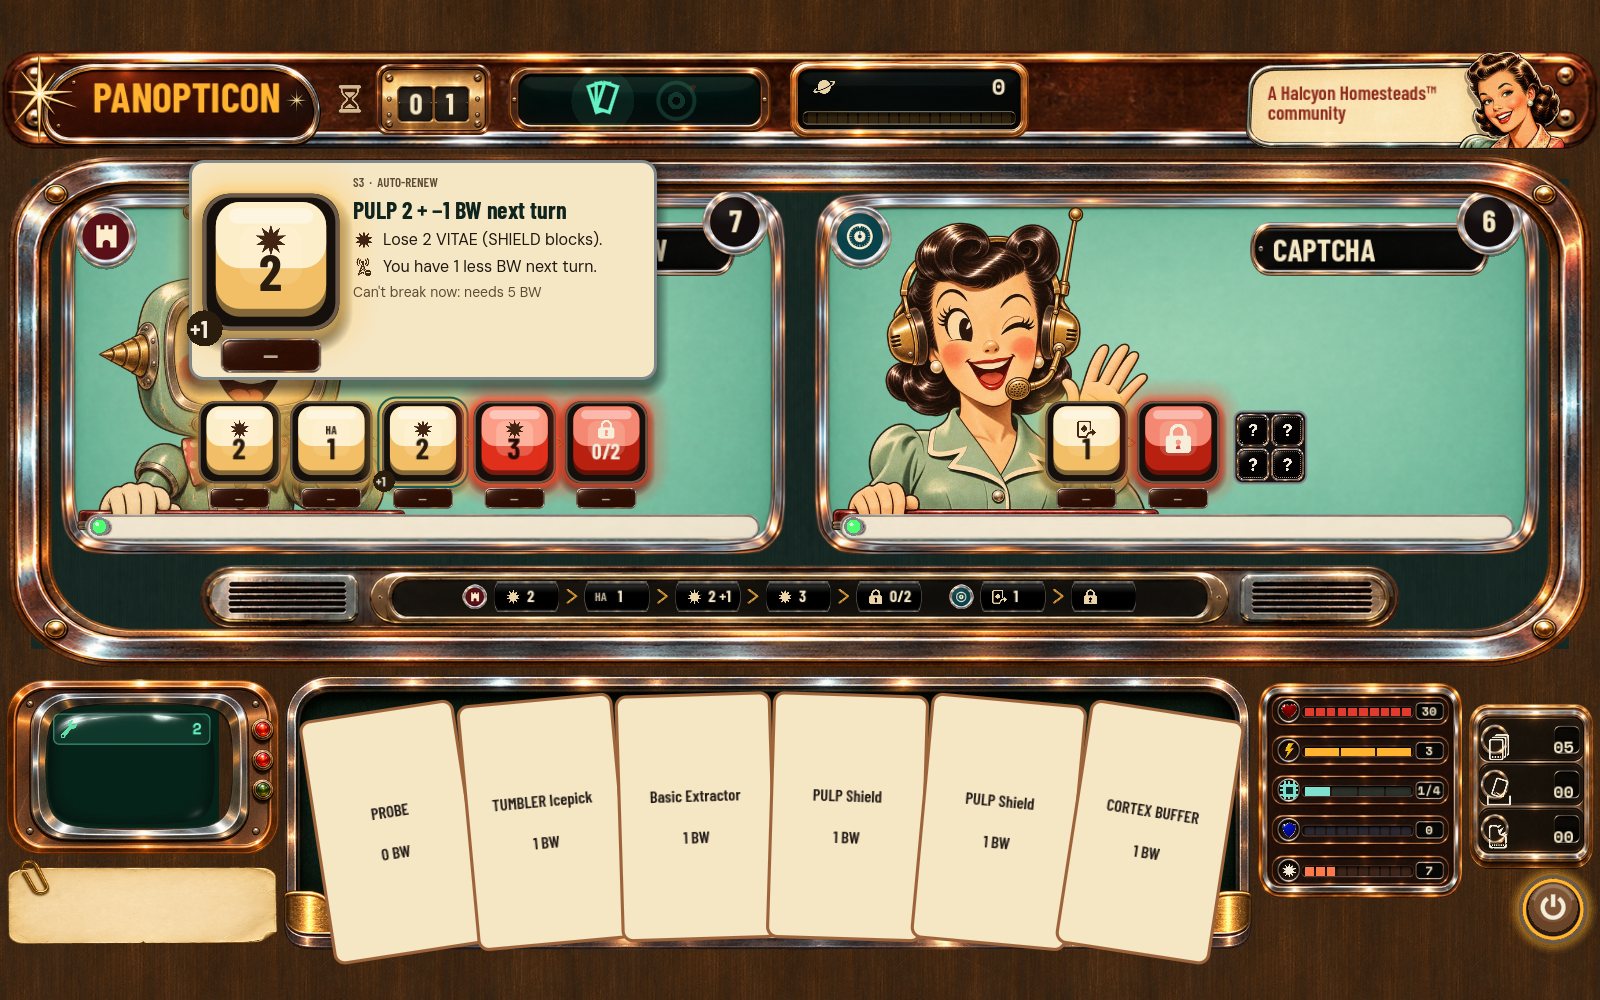 PANOPTICON
0 1
0
A Halcyon Homesteads™
community
S3 · AUTO-RENEW
PULP 2 + −1 BW next turn
Lose 2 VITAE (SHIELD blocks).
You have 1 less BW next turn.
Can't break now: needs 5 BW
2
+1
–
7
CAPTCHA
6
2
HA
1
2
+1
3
0/2
– – – – –
1
– –
? ?
? ?
2 > HA 1 > 2 +1 > 3 > 0/2
1 >
2
PROBE
0 BW
TUMBLER Icepick
1 BW
Basic Extractor
1 BW
PULP Shield
1 BW
PULP Shield
1 BW
CORTEX BUFFER
1 BW
30
3
1/4
0
7
05
00
00